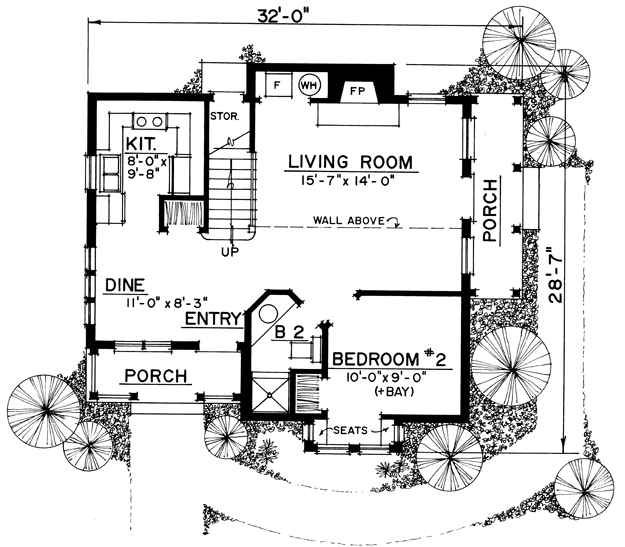 32'-0"
F
WH
FP
STOR.
KIT.
8'-0"x
9'-8"
LIVING ROOM
15'-7"x 14'-0"
WALL ABOVE
PORCH
UP
28'-7"
DINE
11'-0"x 8'-3"
ENTRY
B 2
PORCH
BEDROOM #2
10'-0"x 9'-0"
(+BAY)
SEATS